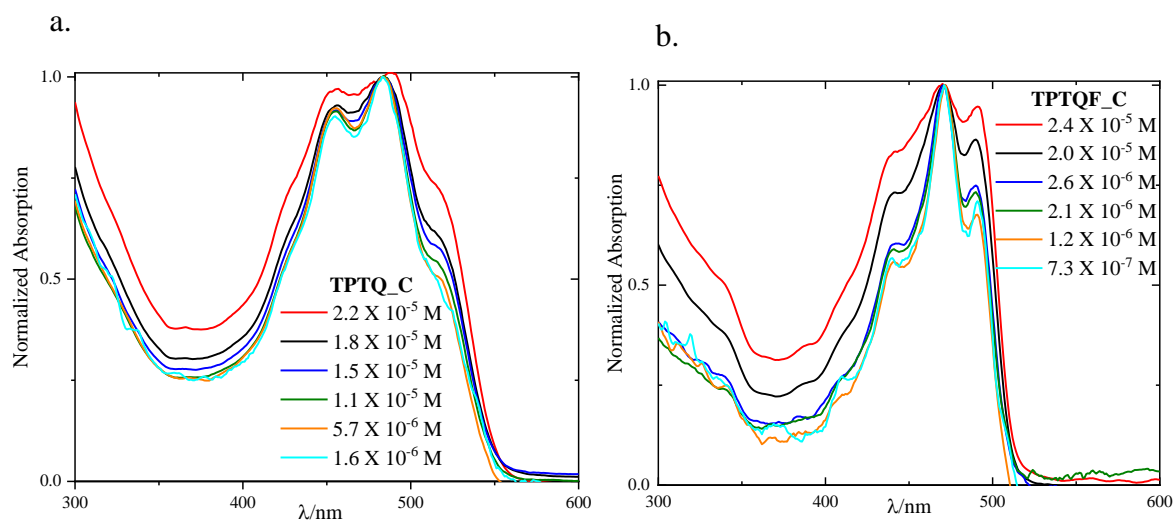 a.
Normalized Absorption
1.0
0.5
0.0
300
400
500
600
λ/nm
TPTQ_C
2.2 X 10⁻⁵ M
1.8 X 10⁻⁵ M
1.5 X 10⁻⁵ M
1.1 X 10⁻⁵ M
5.7 X 10⁻⁶ M
1.6 X 10⁻⁶ M
b.
Normalized Absorption
1.0
0.5
0.0
300
400
500
600
λ/nm
TPTQF_C
2.4 X 10⁻⁵ M
2.0 X 10⁻⁵ M
2.6 X 10⁻⁶ M
2.1 X 10⁻⁶ M
1.2 X 10⁻⁶ M
7.3 X 10⁻⁷ M